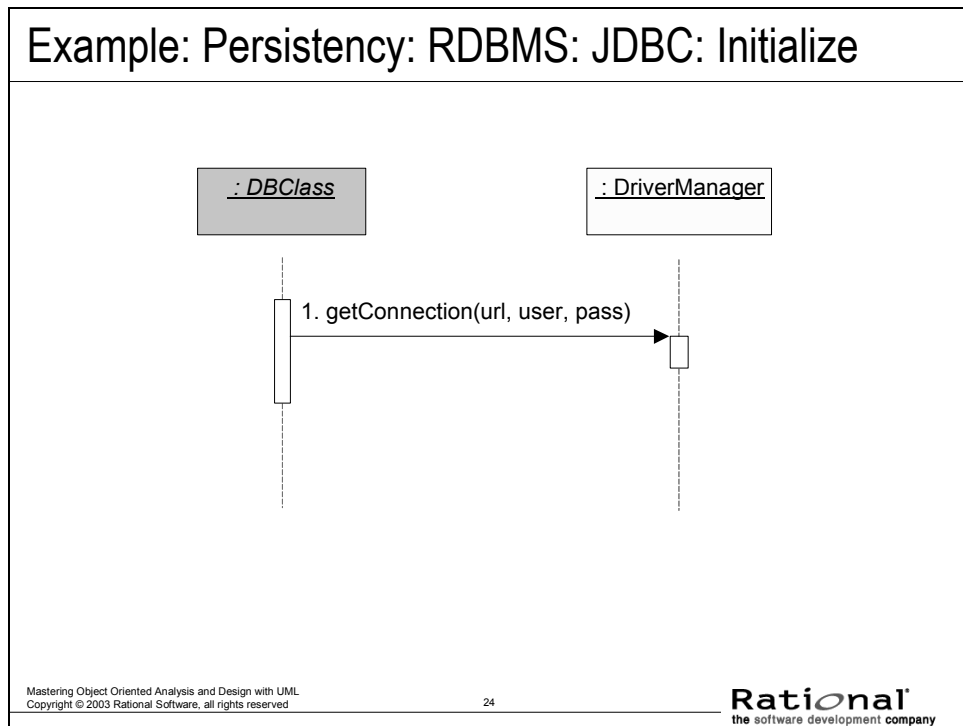 Example: Persistency: RDBMS: JDBC: Initialize
: DBClass
: DriverManager
1. getConnection(url, user, pass)
Mastering Object Oriented Analysis and Design with UML
Copyright © 2003 Rational Software, all rights reserved
24
Rational
the software development company